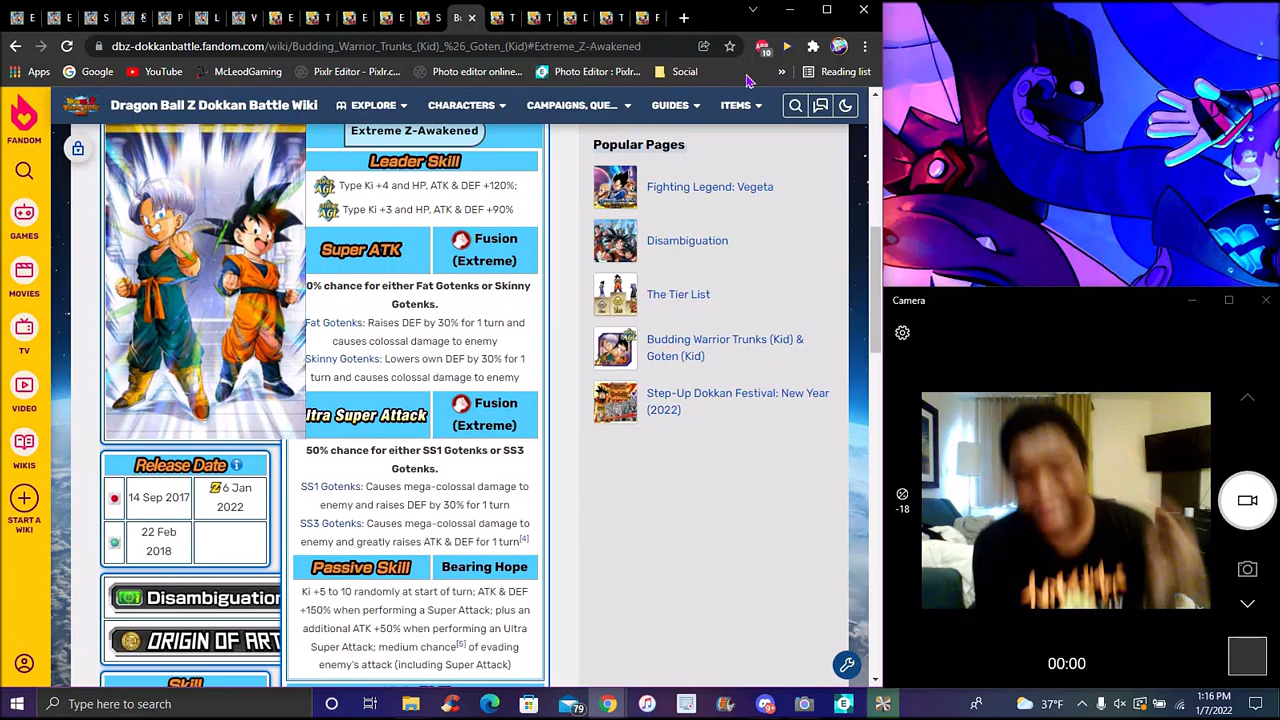 dbz-dokkanbattle.fandom.com/wiki/Budding_Warrior_Trunks_(Kid)_%26_Goten_(Kid)#Extreme_Z-Awakened
10
Apps
Google
YouTube
McLeodGaming
Pixlr Editor - Pixlr.c...
Photo editor online...
Photo Editor : Pixlr...
Social
»
Reading list
FANDOM
GAMES
MOVIES
TV
VIDEO
WIKIS
START A
WIKI
Dragon Ball Z Dokkan Battle Wiki
EXPLORE
CHARACTERS
CAMPAIGNS, QUE...
GUIDES
ITEMS
Extreme Z-Awakened
Leader Skill
Type Ki +4 and HP, ATK & DEF +120%;
Type Ki +3 and HP, ATK & DEF +90%
Super ATK
Fusion
(Extreme)
0% chance for either Fat Gotenks or Skinny
Gotenks.
Fat Gotenks: Raises DEF by 30% for 1 turn and
causes colossal damage to enemy
Skinny Gotenks: Lowers own DEF by 30% for 1
turn and causes colossal damage to enemy
ltra Super Attack
Fusion
(Extreme)
50% chance for either SS1 Gotenks or SS3
Gotenks.
SS1 Gotenks: Causes mega-colossal damage to
enemy and raises DEF by 30% for 1 turn
SS3 Gotenks: Causes mega-colossal damage to
enemy and greatly raises ATK & DEF for 1 turn[4]
Passive Skill
Bearing Hope
Ki +5 to 10 randomly at start of turn; ATK & DEF
+150% when performing a Super Attack; plus an
additional ATK +50% when performing an Ultra
Super Attack; medium chance[5] of evading
enemy's attack (including Super Attack)
Release Date
14 Sep 2017
Z 6 Jan
2022
22 Feb
2018
Disambiguation
ORIGIN OF ART
Skill
Popular Pages
Fighting Legend: Vegeta
Disambiguation
The Tier List
Budding Warrior Trunks (Kid) &
Goten (Kid)
Step-Up Dokkan Festival: New Year
(2022)
Camera
-18
00:00
Type here to search
79
37°F
1:16 PM
1/7/2022